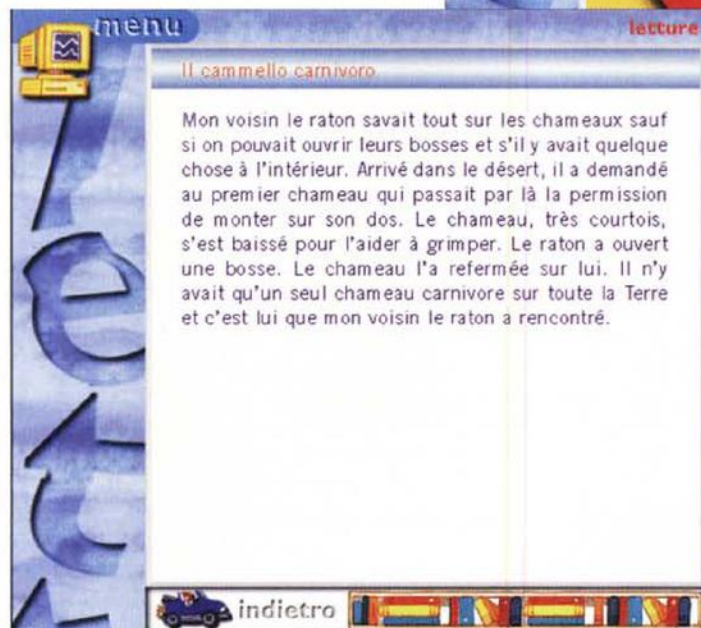 menu
letture
Il cammello carnivoro
Mon voisin le raton savait tout sur les chameaux sauf
si on pouvait ouvrir leurs bosses et s'il y avait quelque
chose à l'intérieur. Arrivé dans le désert, il a demandé
au premier chameau qui passait par là la permission
de monter sur son dos. Le chameau, très courtois,
s'est baissé pour l'aider à grimper. Le raton a ouvert
une bosse. Le chameau l'a refermée sur lui. Il n'y
avait qu'un seul chameau carnivore sur toute la Terre
et c'est lui que mon voisin le raton a rencontré.
indietro